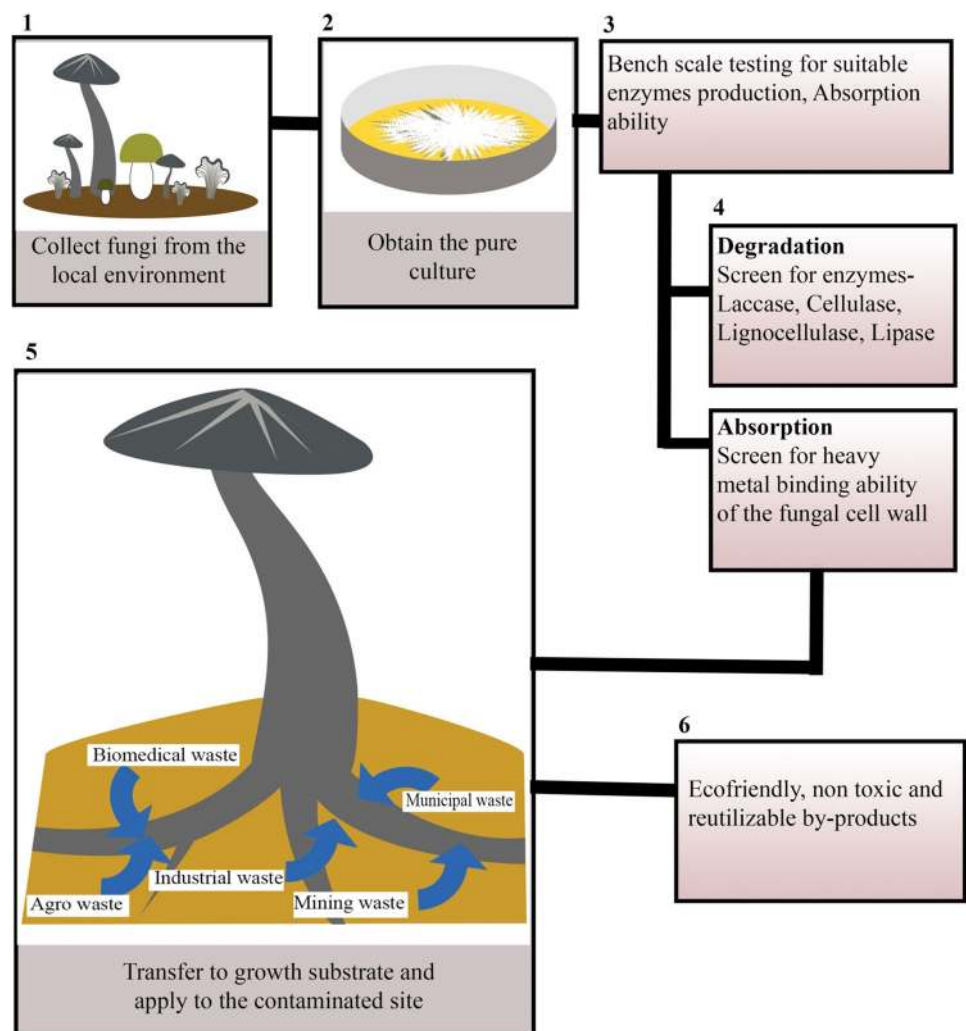 1
Collect fungi from the
local environment
2
Obtain the pure
culture
3
Bench scale testing for suitable
enzymes production, Absorption
ability
4
Degradation
Screen for enzymes-
Laccase, Cellulase,
Lignocellulase, Lipase
Absorption
Screen for heavy
metal binding ability
of the fungal cell wall
5
Biomedical waste
Municipal waste
Industrial waste
Agro waste
Mining waste
Transfer to growth substrate and
apply to the contaminated site
6
Ecofriendly, non toxic and
reutilizable by-products